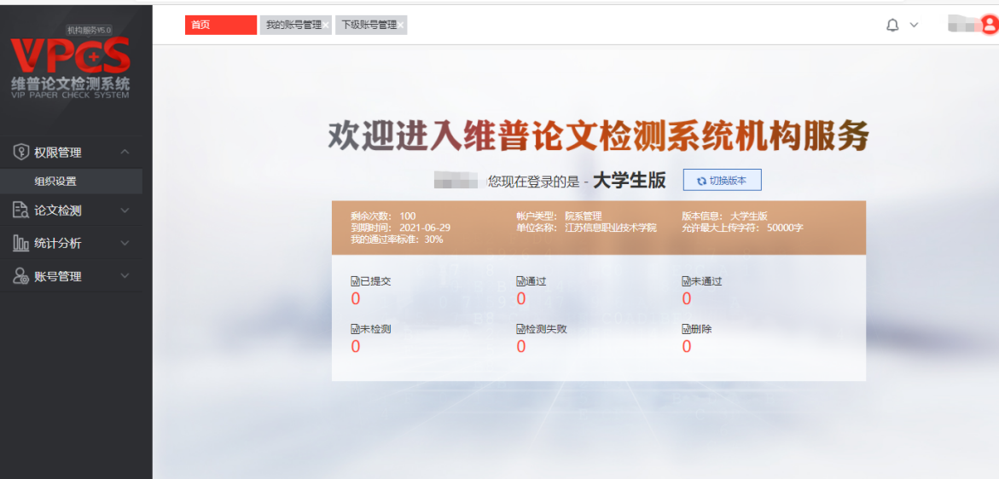 机构服务V5.0
VPCS
维普论文检测系统
VIP PAPER CHECK SYSTEM
首页 我的账号管理× 下级账号管理×
权限管理
组织设置
论文检测
统计分析
账号管理
欢迎进入维普论文检测系统机构服务
您现在登录的是 - 大学生版 切换版本
剩余次数: 100 帐户类型: 院系管理 版本信息: 大学生版
到期时间: 2021-06-29 单位名称: 江苏信息职业技术学院 允许最大上传字符: 50000字
我的通过率标准: 30%
已提交 通过 未通过
0 0 0
未检测 检测失败 删除
0 0 0